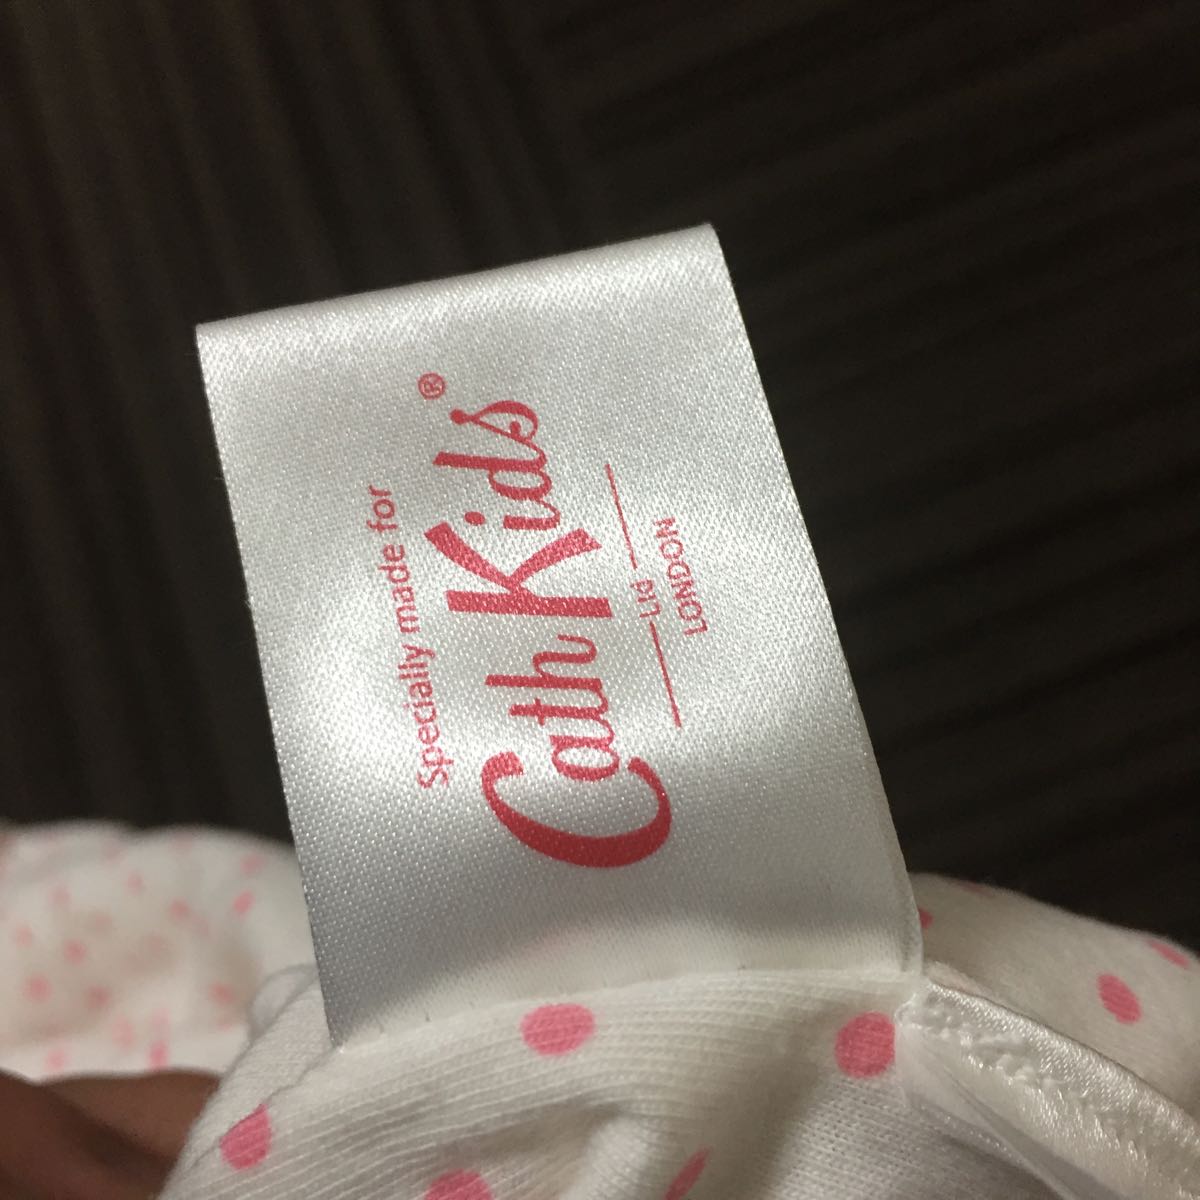 Specially made for
Cath Kids®
Ltd
LONDON